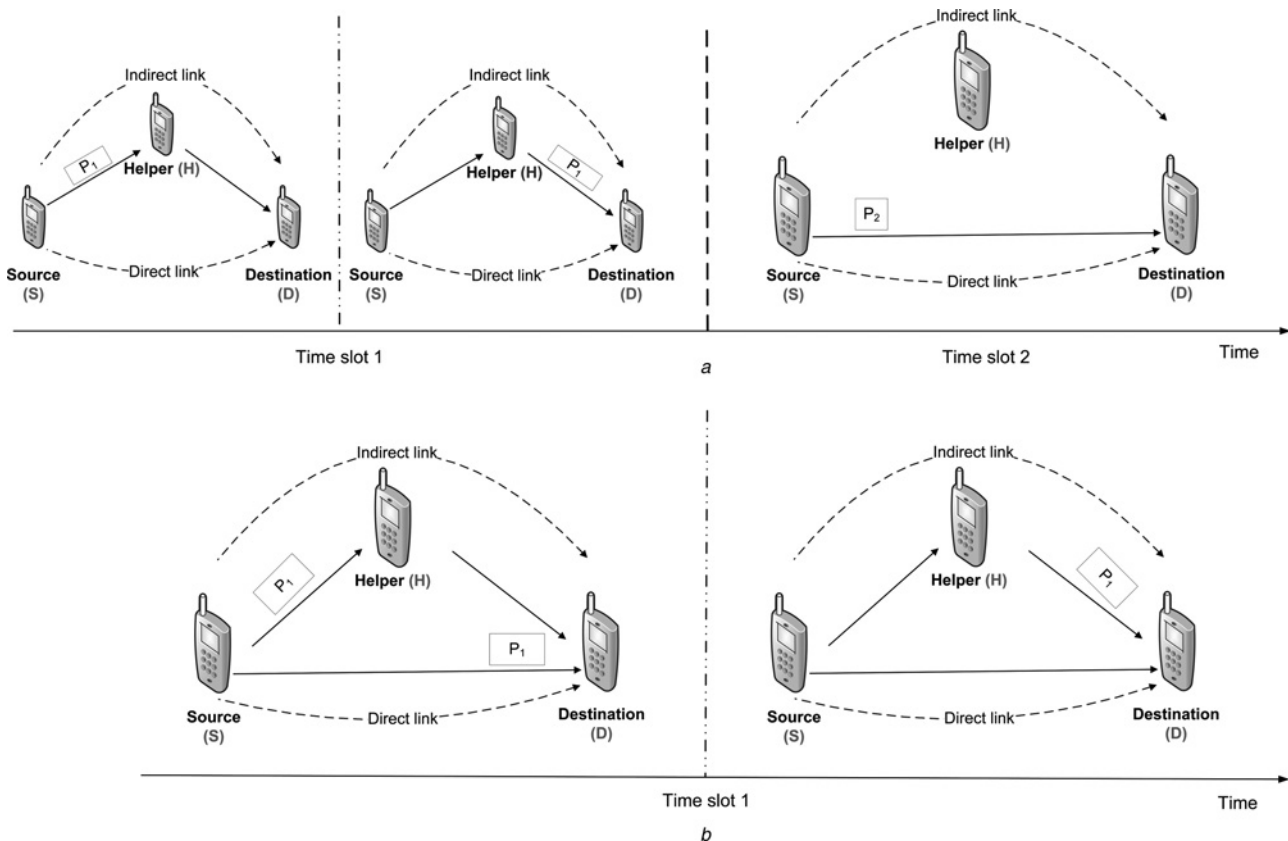 Indirect link
P1
Helper (H)
Source
(S)
Direct link
Destination
(D)
Indirect link
P1
Helper (H)
Source
(S)
Direct link
Destination
(D)
Indirect link
Helper (H)
P2
Source
(S)
Direct link
Destination
(D)
Time slot 1
Time slot 2
Time
a
Indirect link
P1
Helper (H)
P1
Source
(S)
Direct link
Destination
(D)
Indirect link
P1
Helper (H)
Source
(S)
Direct link
Destination
(D)
Time slot 1
Time
b